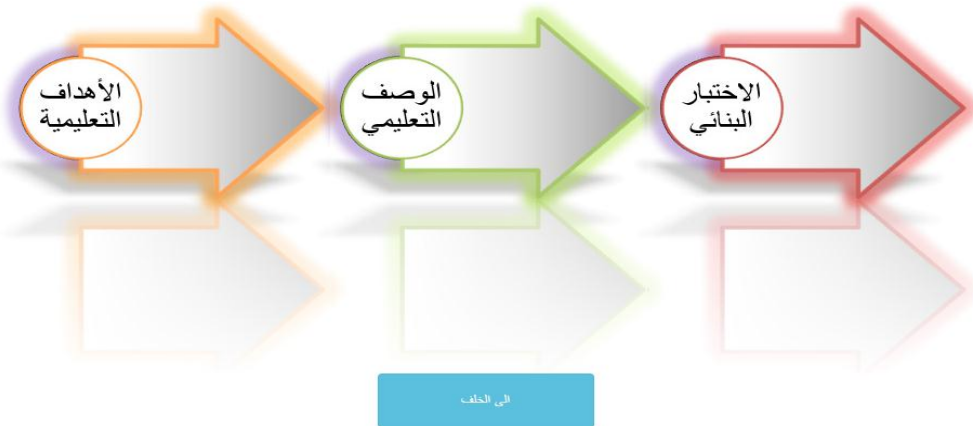 الأهداف
التعليمية
الوصف
التعليمي
الاختبار
البنائي
الى الخلف